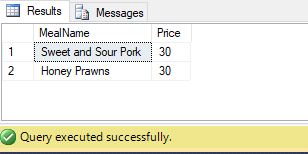 Results Messages
MealName Price
1 Sweet and Sour Pork 30
2 Honey Prawns 30
Query executed successfully.